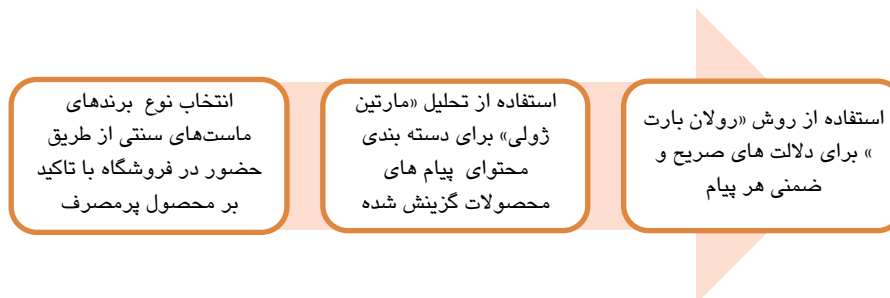 انتخاب نوع برندهای
ماست‌های سنتی از طریق
حضور در فروشگاه با تاکید
بر محصول پرمصرف
استفاده از تحلیل «مارتین
ژولی» برای دسته بندی
محتوای پیام های
محصولات گزینش شده
استفاده از روش «رولان بارت
» برای دلالت های صریح و
ضمنی هر پیام